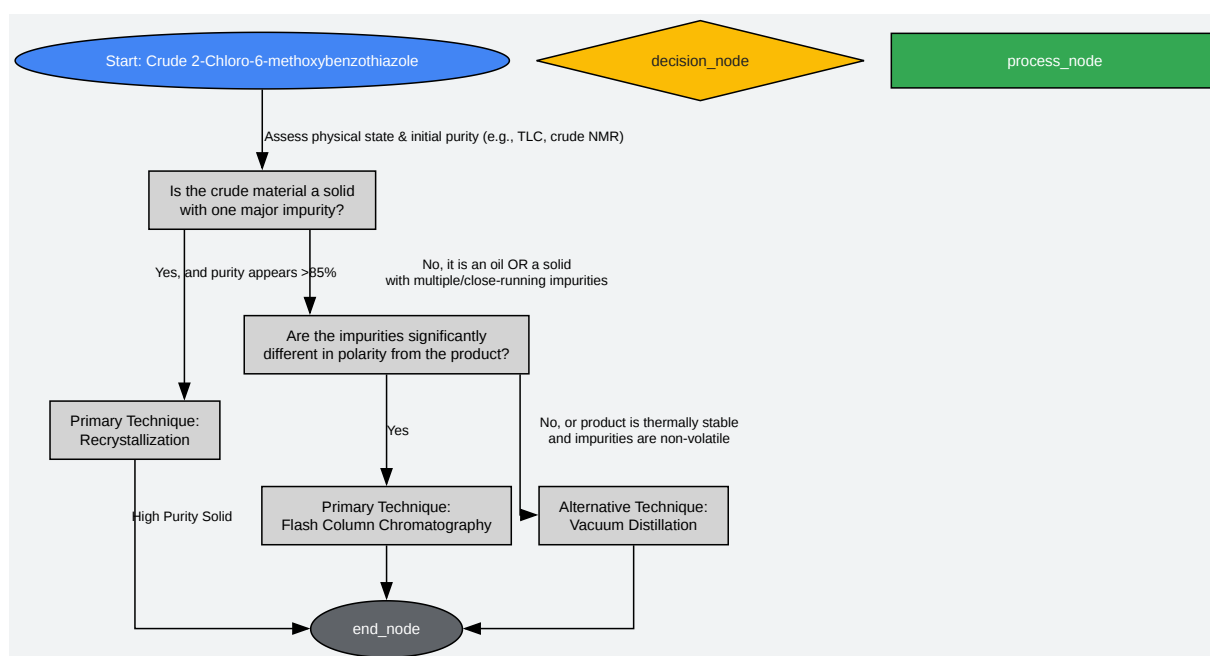 Start: Crude 2-Chloro-6-methoxybenzothiazole
decision_node
process_node
Assess physical state & initial purity (e.g., TLC, crude NMR)
Is the crude material a solid
with one major impurity?
Yes, and purity appears >85%
No, it is an oil OR a solid
with multiple/close-running impurities
Are the impurities significantly
different in polarity from the product?
Primary Technique:
Recrystallization
Yes
No, or product is thermally stable
and impurities are non-volatile
High Purity Solid
Primary Technique:
Flash Column Chromatography
Alternative Technique:
Vacuum Distillation
end_node